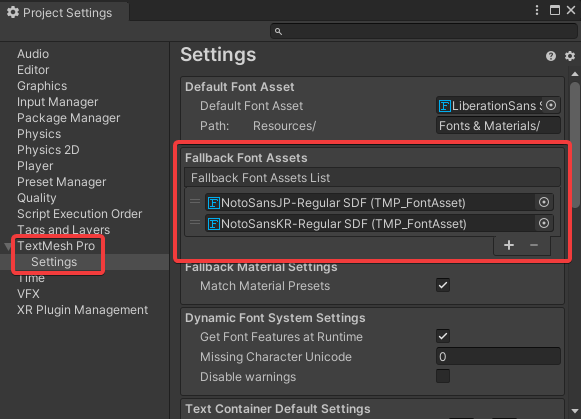 Project Settings
Audio
Editor
Graphics
Input Manager
Package Manager
Physics
Physics 2D
Player
Preset Manager
Quality
Script Execution Order
Tags and Layers
TextMesh Pro
Settings
Time
VFX
XR Plugin Management
Settings
Default Font Asset
Default Font Asset
LiberationSans S
Path: Resources/ Fonts & Materials/
Fallback Font Assets
Fallback Font Assets List
NotoSansJP-Regular SDF (TMP_FontAsset)
NotoSansKR-Regular SDF (TMP_FontAsset)
Fallback Material Settings
Match Material Presets
Dynamic Font System Settings
Get Font Features at Runtime
Missing Character Unicode 0
Disable warnings
Text Container Default Settings